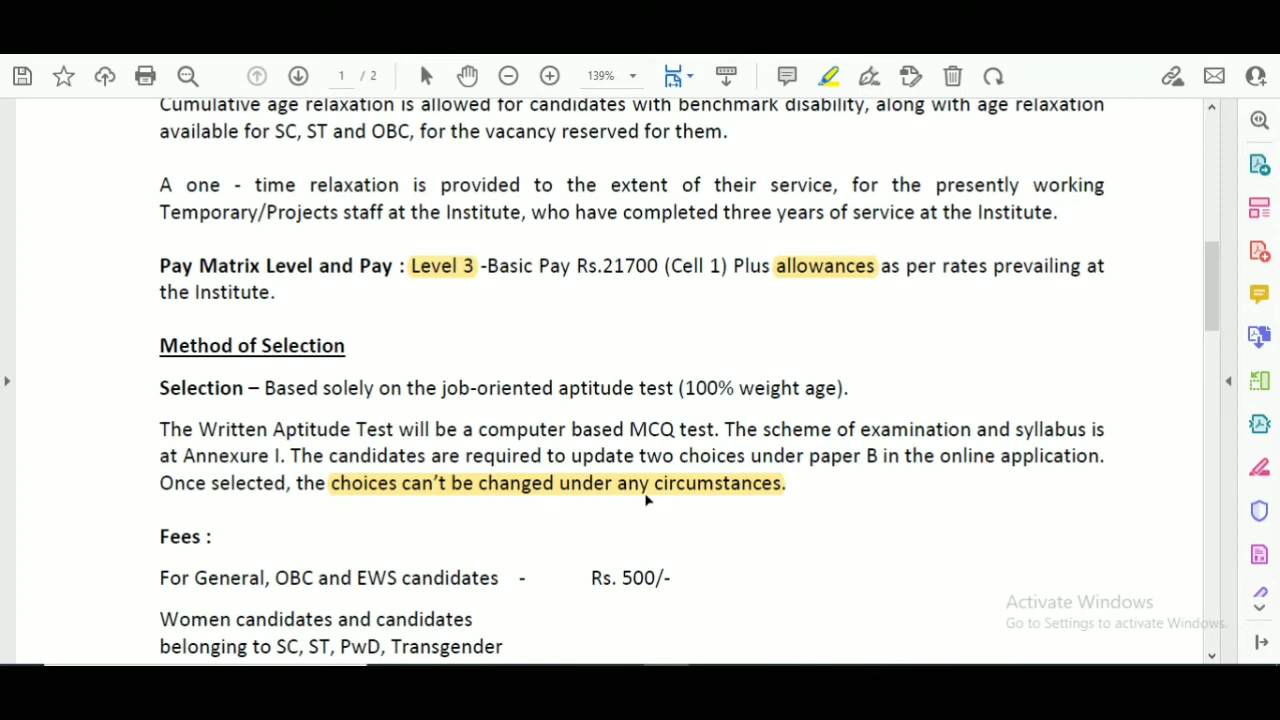 1 / 2
139%
Cumulative age relaxation is allowed for candidates with benchmark disability, along with age relaxation
available for SC, ST and OBC, for the vacancy reserved for them.
A one - time relaxation is provided to the extent of their service, for the presently working
Temporary/Projects staff at the Institute, who have completed three years of service at the Institute.
Pay Matrix Level and Pay : Level 3 -Basic Pay Rs.21700 (Cell 1) Plus allowances as per rates prevailing at
the Institute.
Method of Selection
Selection – Based solely on the job-oriented aptitude test (100% weight age).
The Written Aptitude Test will be a computer based MCQ test. The scheme of examination and syllabus is
at Annexure I. The candidates are required to update two choices under paper B in the online application.
Once selected, the choices can't be changed under any circumstances.
Fees :
For General, OBC and EWS candidates - Rs. 500/-
Women candidates and candidates
belonging to SC, ST, PwD, Transgender
Activate Windows
Go to Settings to activate Windows.